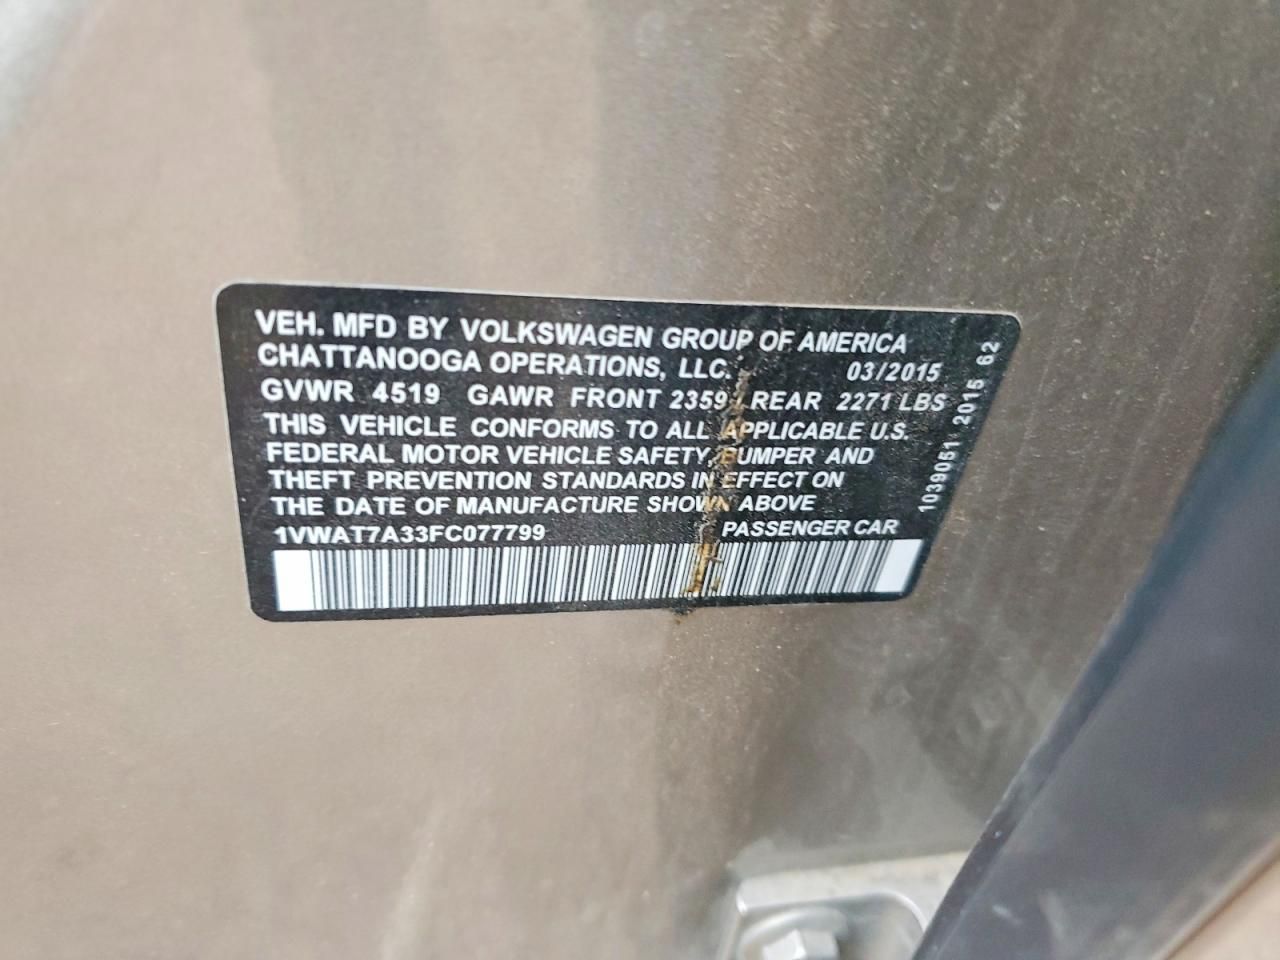 VEH. MFD BY VOLKSWAGEN GROUP OF AMERICA
CHATTANOOGA OPERATIONS, LLC. 03/2015
GVWR 4519 GAWR FRONT 2359 REAR 2271 LBS
THIS VEHICLE CONFORMS TO ALL APPLICABLE U.S.
FEDERAL MOTOR VEHICLE SAFETY, BUMPER AND
THEFT PREVENTION STANDARDS IN EFFECT ON
THE DATE OF MANUFACTURE SHOWN ABOVE
1VWAT7A33FC077799 PASSENGER CAR
1039051 2015 62